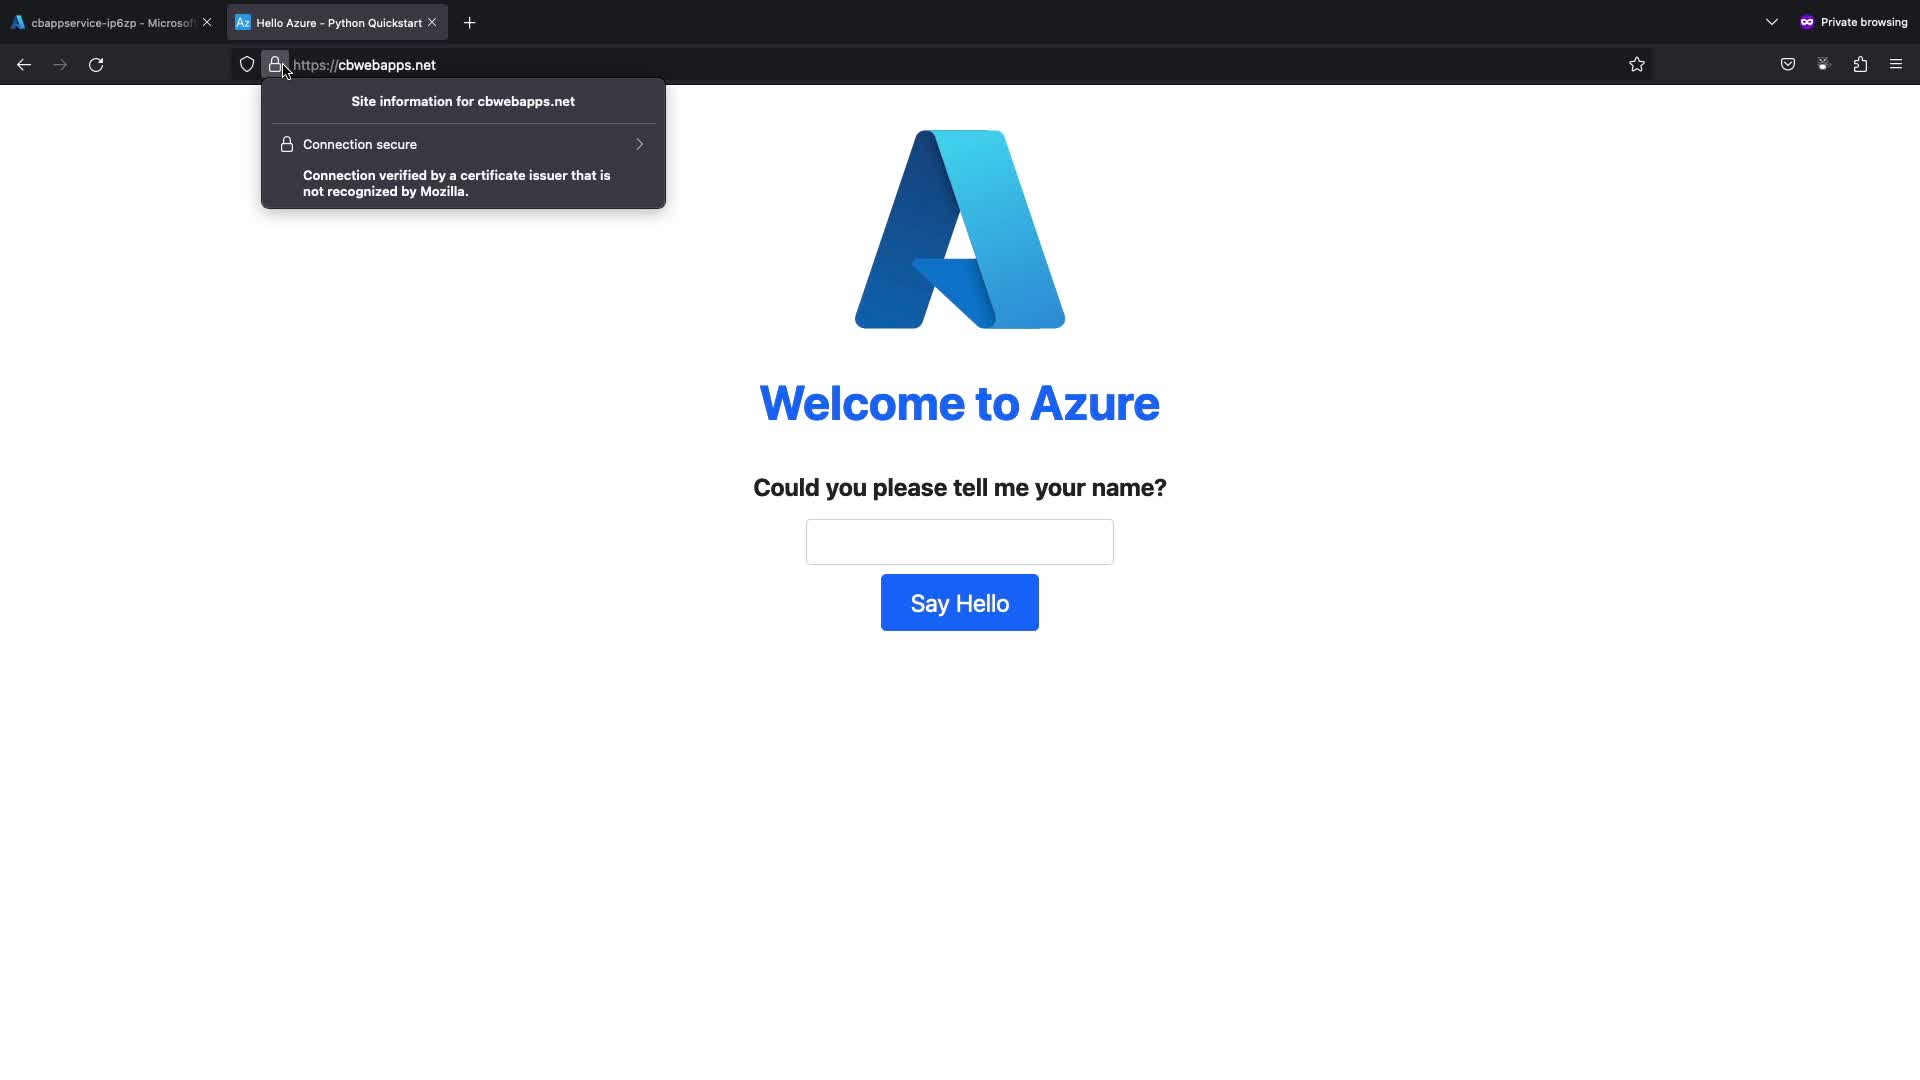 cbappservice-ip6zp - Microsof
Az Hello Azure - Python Quickstart
Private browsing
https://cbwebapps.net
Site information for cbwebapps.net
Connection secure
Connection verified by a certificate issuer that is
not recognized by Mozilla.
Welcome to Azure
Could you please tell me your name?
Say Hello